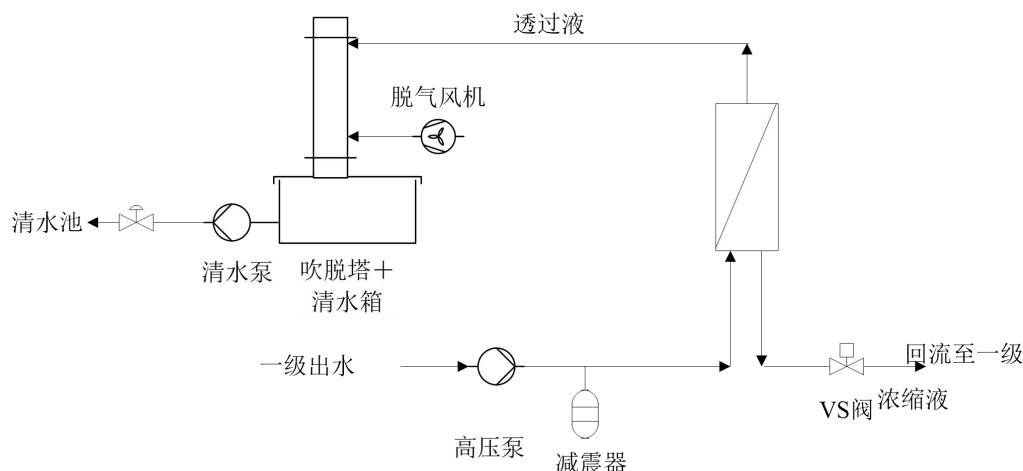 透过液
脱气风机
清水池
清水泵
吹脱塔＋
清水箱
一级出水
回流至一级
VS阀
浓缩液
高压泵
减震器